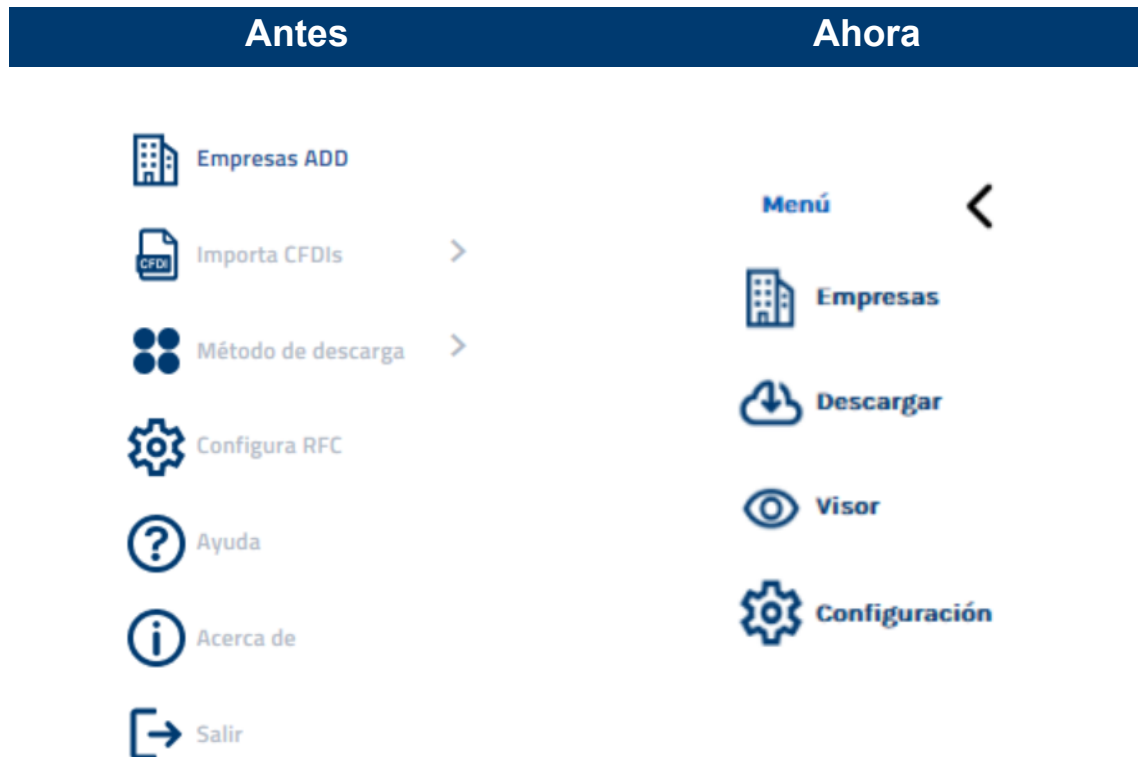 Antes
Ahora
Empresas ADD
CFDI
Importa CFDIs
Método de descarga
Configura RFC
Ayuda
Acerca de
Salir
Menú
Empresas
Descargar
Visor
Configuración